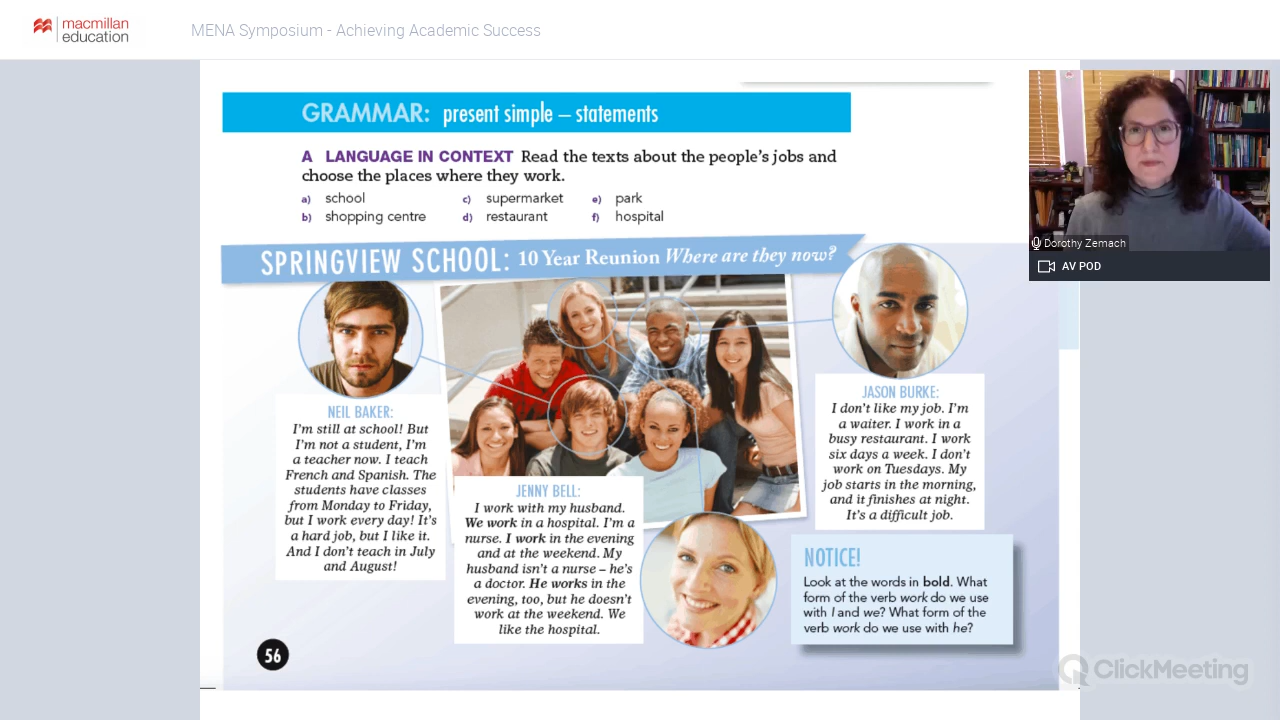 macmillan
education
MENA Symposium - Achieving Academic Success
GRAMMAR: present simple – statements
A LANGUAGE IN CONTEXT Read the texts about the people's jobs and
choose the places where they work.
a) school
c) supermarket
e) park
b) shopping centre
d) restaurant
f) hospital
SPRINGVIEW SCHOOL: 10 Year Reunion Where are they now?
NEIL BAKER:
I'm still at school! But
I'm not a student, I'm
a teacher now. I teach
French and Spanish. The
students have classes
from Monday to Friday,
but I work every day! It's
a hard job, but I like it.
And I don't teach in July
and August!
JENNY BELL:
I work with my husband.
We work in a hospital. I'm a
nurse. I work in the evening
and at the weekend. My
husband isn't a nurse – he's
a doctor. He works in the
evening, too, but he doesn't
work at the weekend. We
like the hospital.
JASON BURKE:
I don't like my job. I'm
a waiter. I work in a
busy restaurant. I work
six days a week. I don't
work on Tuesdays. My
job starts in the morning,
and it finishes at night.
It's a difficult job.
NOTICE!
Look at the words in bold. What
form of the verb work do we use
with I and we? What form of the
verb work do we use with he?
56
Dorothy Zemach
AV POD
ClickMeeting